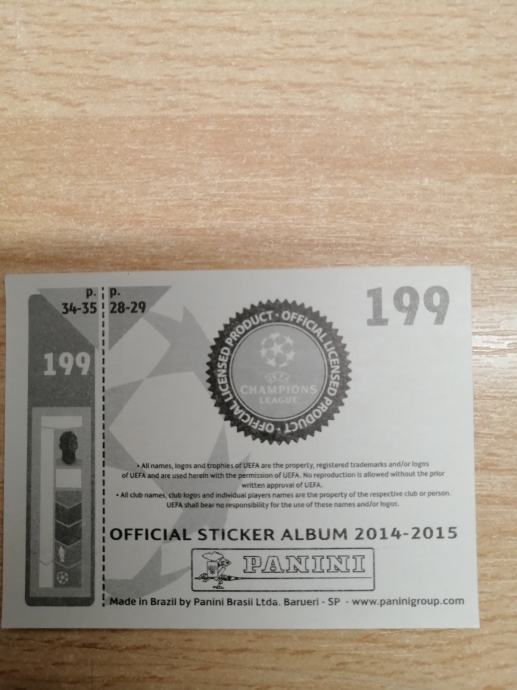 p.
34-35
p.
28-29
199
199
OFFICIAL LICENSED PRODUCT · OFFICIAL LICENSED PRODUCT ·
UEFA
CHAMPIONS
LEAGUE
• All names, logos and trophies of UEFA are the property, registered trademarks and/or logos
of UEFA and are used herein with the permission of UEFA. No reproduction is allowed without the prior
written approval of UEFA.
• All club names, club logos and individual players names are the property of the respective club or person.
UEFA shall bear no responsibility for the use of these names and/or logos.
OFFICIAL STICKER ALBUM 2014-2015
PANINI
Made in Brazil by Panini Brasil Ltda. Barueri - SP - www.paninigroup.com